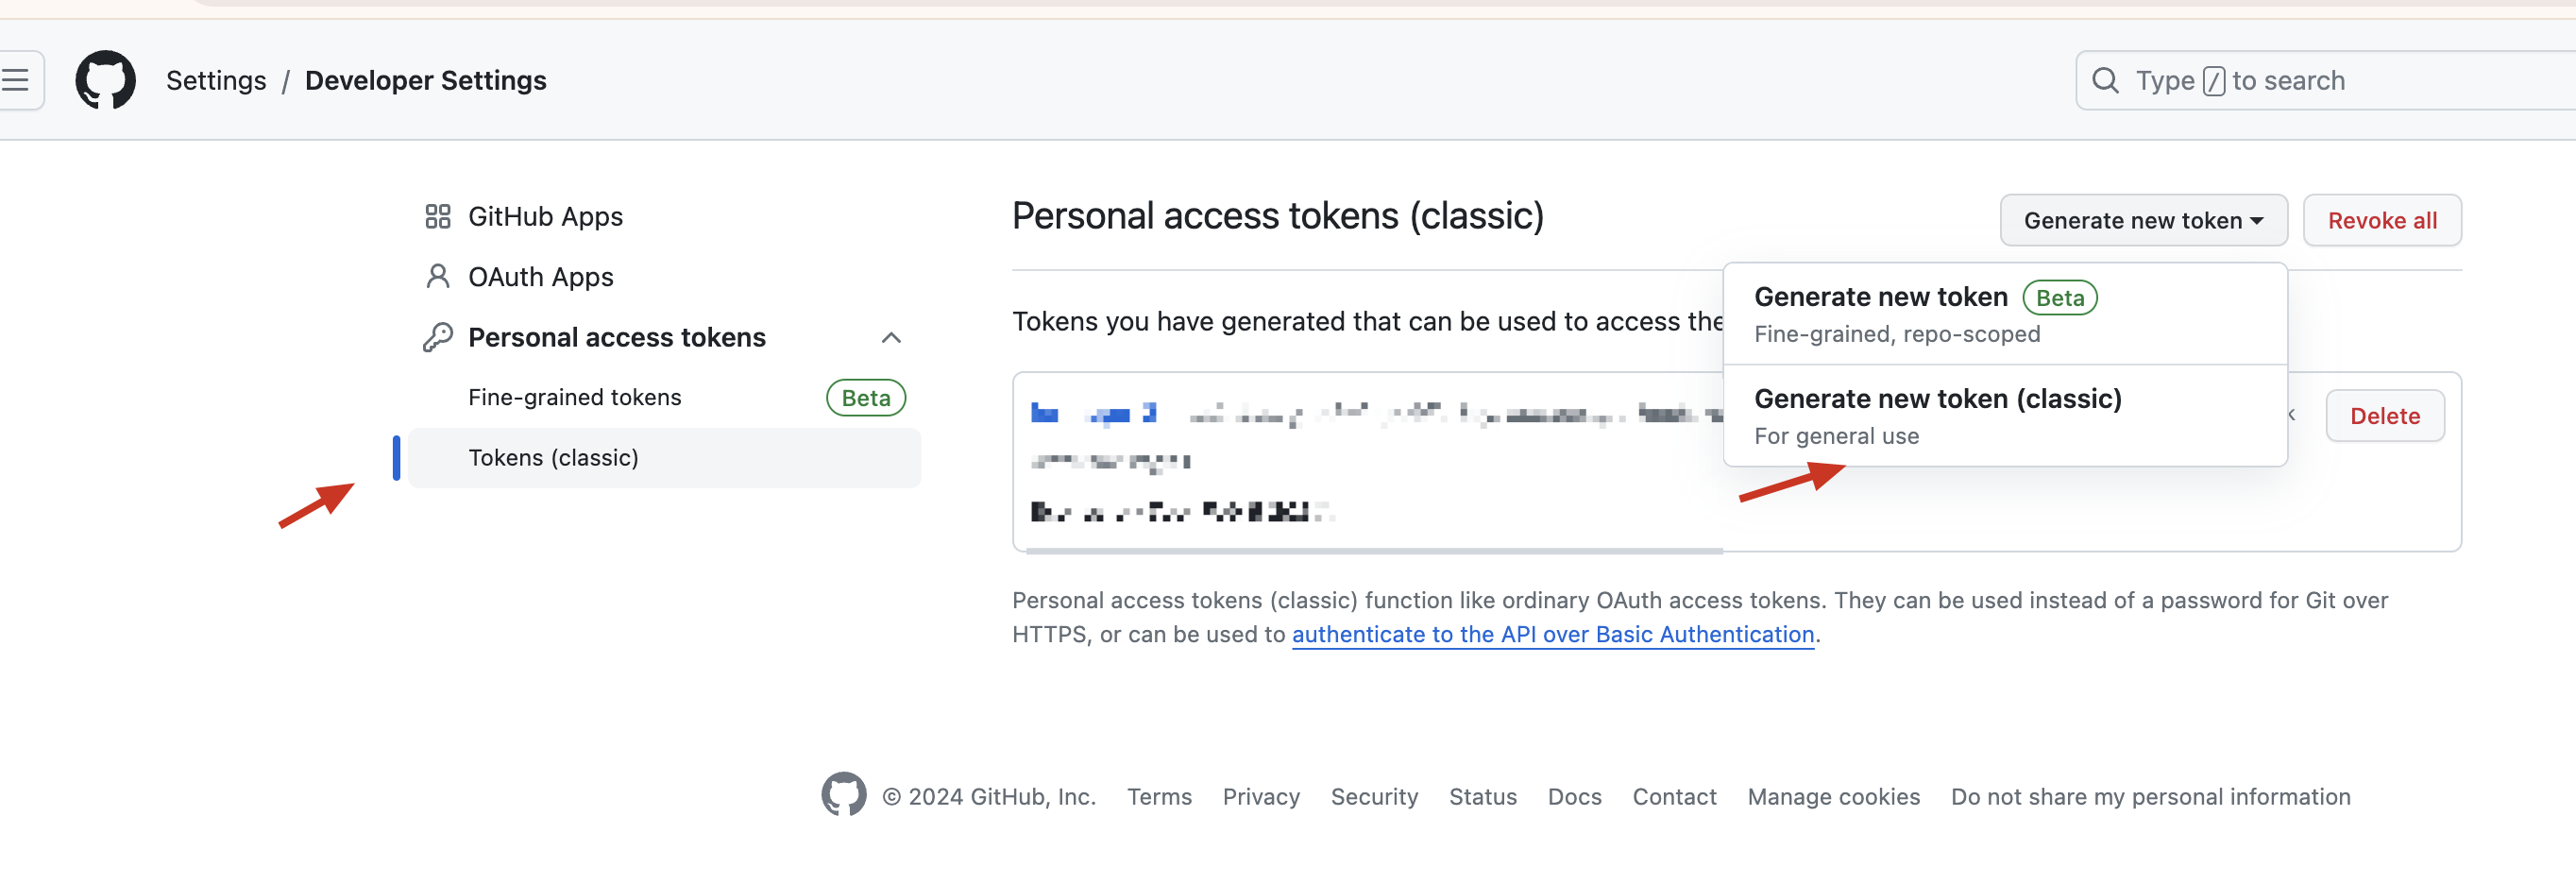 Settings / Developer Settings
Type / to search
GitHub Apps
OAuth Apps
Personal access tokens
Fine-grained tokens Beta
Tokens (classic)
Personal access tokens (classic)
Generate new token
Revoke all
Generate new token Beta
Fine-grained, repo-scoped
Generate new token (classic)
For general use
Tokens you have generated that can be used to access the
Delete
Personal access tokens (classic) function like ordinary OAuth access tokens. They can be used instead of a password for Git over
HTTPS, or can be used to authenticate to the API over Basic Authentication.
© 2024 GitHub, Inc. Terms Privacy Security Status Docs Contact Manage cookies Do not share my personal information